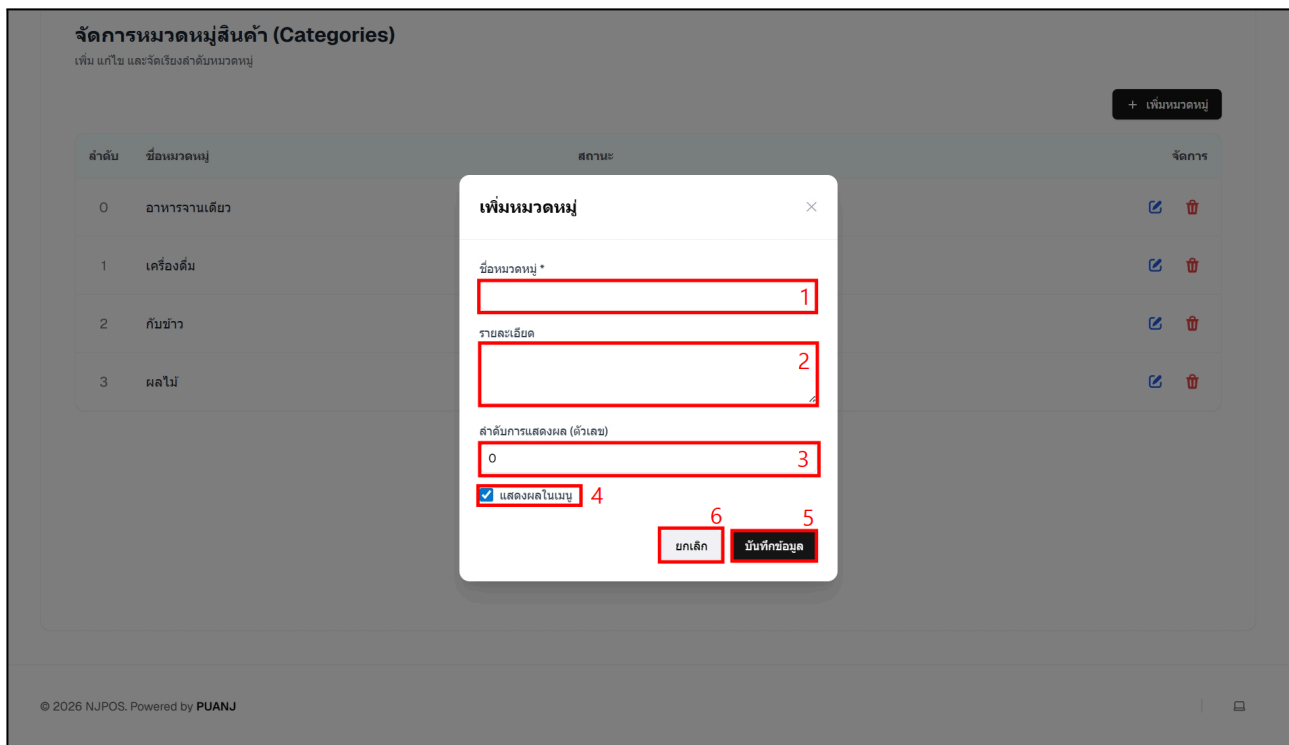 จัดการหมวดหมู่สินค้า (Categories)
เพิ่ม แก้ไข และจัดเรียงลำดับหมวดหมู่
+ เพิ่มหมวดหมู่
ลำดับ ชื่อหมวดหมู่ สถานะ จัดการ
0 อาหารจานเดียว
1 เครื่องดื่ม
2 กับข้าว
3 ผลไม้
เพิ่มหมวดหมู่
ชื่อหมวดหมู่ *
1
รายละเอียด
2
ลำดับการแสดงผล (ตัวเลข)
0 3
แสดงผลในเมนู 4
6 5
ยกเลิก บันทึกข้อมูล
© 2026 NJPOS. Powered by PUANJ